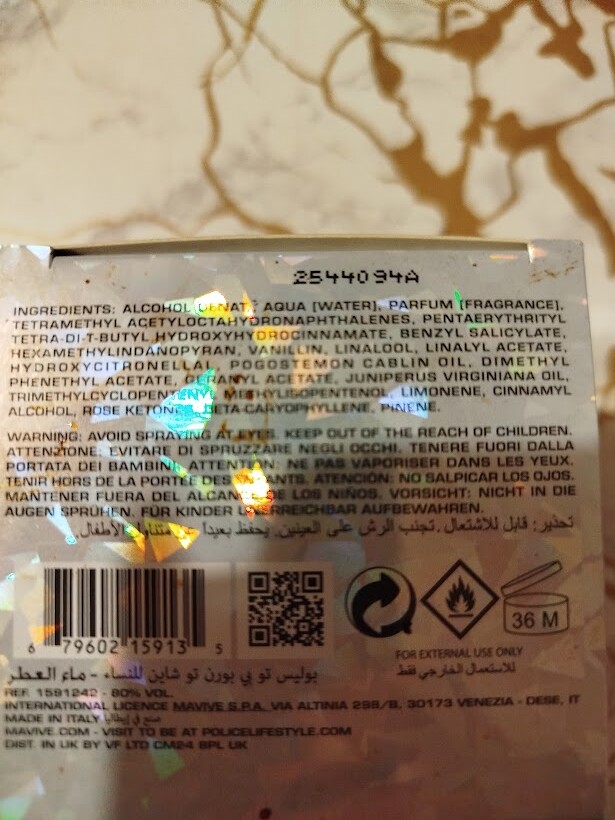 2544094A
INGREDIENTS: ALCOHOL DENAT., AQUA [WATER], PARFUM [FRAGRANCE],
TETRAMETHYL ACETYLOCTAHYDRONAPHTHALENES, PENTAERYTHRITYL
TETRA-DI-T-BUTYL HYDROXYHYDROCINNAMATE, BENZYL SALICYLATE,
HEXAMETHYLINDANOPYRAN, VANILLIN, LINALOOL, LINALYL ACETATE,
HYDROXYCITRONELLAL, POGOSTEMON CABLIN OIL, DIMETHYL
PHENETHYL ACETATE, GERANYL ACETATE, JUNIPERUS VIRGINIANA OIL,
METHYLISOPENTENOL, LIMONENE, CINNAMYL
ALCOHOL, ROSE KETONE BETA-CARYOPHYLLENE, PINENE.
WARNING: AVOID SPRAYING AT EYES. KEEP OUT OF THE REACH OF CHILDREN.
ATTENZIONE: EVITARE DI SPRUZZARE NEGLI OCCHI. TENERE FUORI DALLA
PORTATA DEI BAMBINI. ATTENTION: NE PAS VAPORISER DANS LES YEUX.
TENIR HORS DE LA PORTÉE DES ENFANTS. ATENCIÓN: NO SALPICAR LOS OJOS.
MANTENER FUERA DEL ALCANCE DE LOS NIÑOS. VORSICHT: NICHT IN DIE
AUGEN SPRÜHEN. FÜR KINDER UNERREICHBAR AUFBEWAHREN.
تحذير: قابل للاشتعال. تجنب الرش على العينين. يحفظ بعيدا عن متناول الأطفال.
6 79602 15913 5
36 M
FOR EXTERNAL USE ONLY
للاستعمال الخارجي فقط
بوليس تو بي بورن تو شاين للنساء - ماء العطر
REF. 1591242 - 80% VOL.
INTERNATIONAL LICENCE MAVIVE S.P.A. VIA ALTINIA 298/B, 30173 VENEZIA - DESE, IT
MADE IN ITALY صنع في إيطاليا
MAVIVE.COM - VISIT TO BE AT POLICELIFESTYLE.COM
DIST. IN UK BY VF LTD CM24 8PL UK